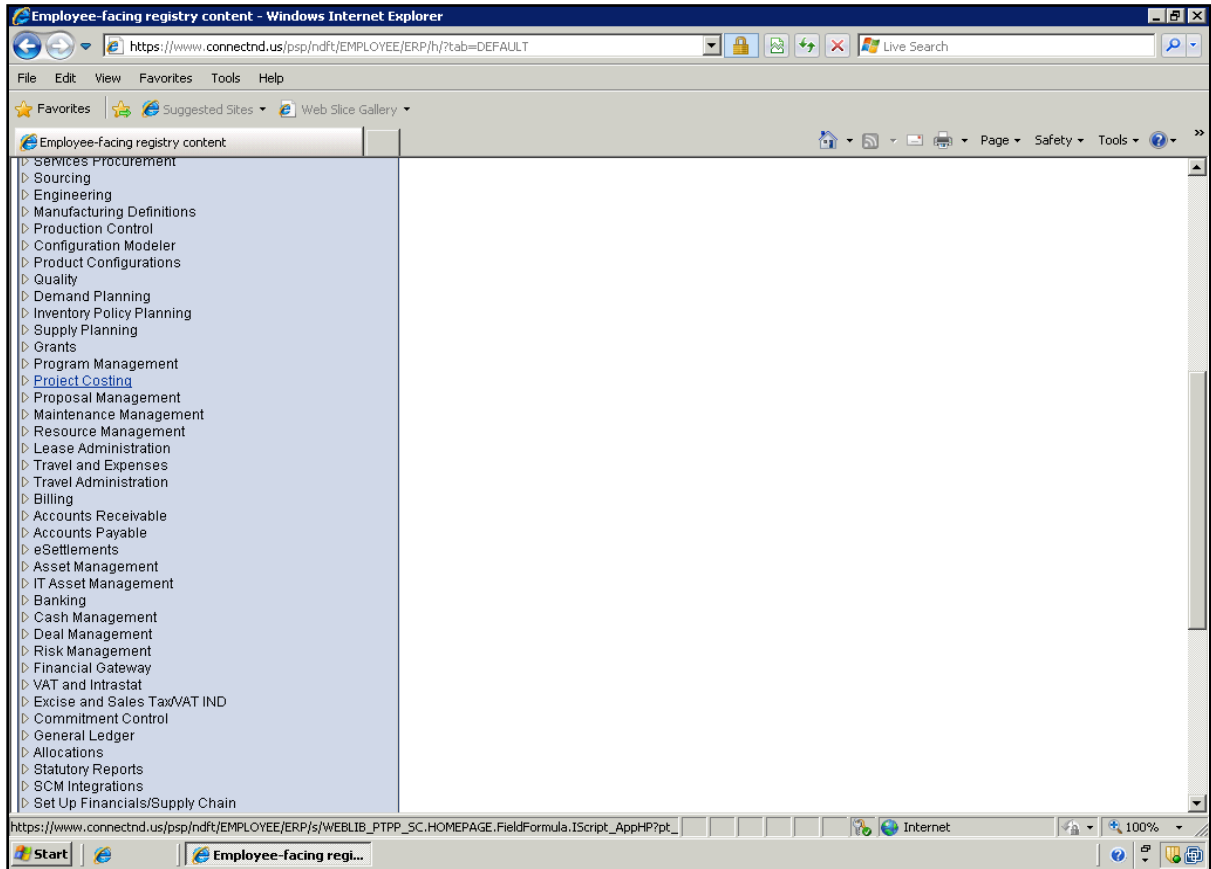 Employee-facing registry content - Windows Internet Explorer
https://www.connectnd.us/psp/ndft/EMPLOYEE/ERP/h/?tab=DEFAULT
Live Search
File Edit View Favorites Tools Help
Favorites Suggested Sites Web Slice Gallery
Employee-facing registry content
Page Safety Tools
Services Procurement
Sourcing
Engineering
Manufacturing Definitions
Production Control
Configuration Modeler
Product Configurations
Quality
Demand Planning
Inventory Policy Planning
Supply Planning
Grants
Program Management
Project Costing
Proposal Management
Maintenance Management
Resource Management
Lease Administration
Travel and Expenses
Travel Administration
Billing
Accounts Receivable
Accounts Payable
eSettlements
Asset Management
IT Asset Management
Banking
Cash Management
Deal Management
Risk Management
Financial Gateway
VAT and Intrastat
Excise and Sales Tax/VAT IND
Commitment Control
General Ledger
Allocations
Statutory Reports
SCM Integrations
Set Up Financials/Supply Chain
https://www.connectnd.us/psp/ndft/EMPLOYEE/ERP/s/WEBLIB_PTPP_SC.HOMEPAGE.FieldFormula.IScript_AppHP?pt_
Internet
100%
Start
Employee-facing regi...